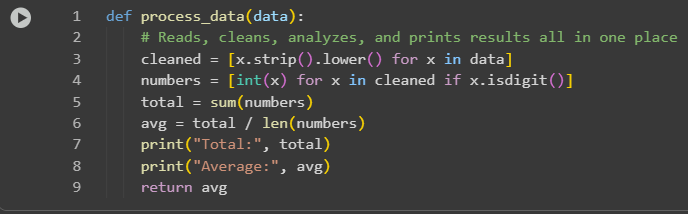 1 def process_data(data):
2     # Reads, cleans, analyzes, and prints results all in one place
3     cleaned = [x.strip().lower() for x in data]
4     numbers = [int(x) for x in cleaned if x.isdigit()]
5     total = sum(numbers)
6     avg = total / len(numbers)
7     print("Total:", total)
8     print("Average:", avg)
9     return avg